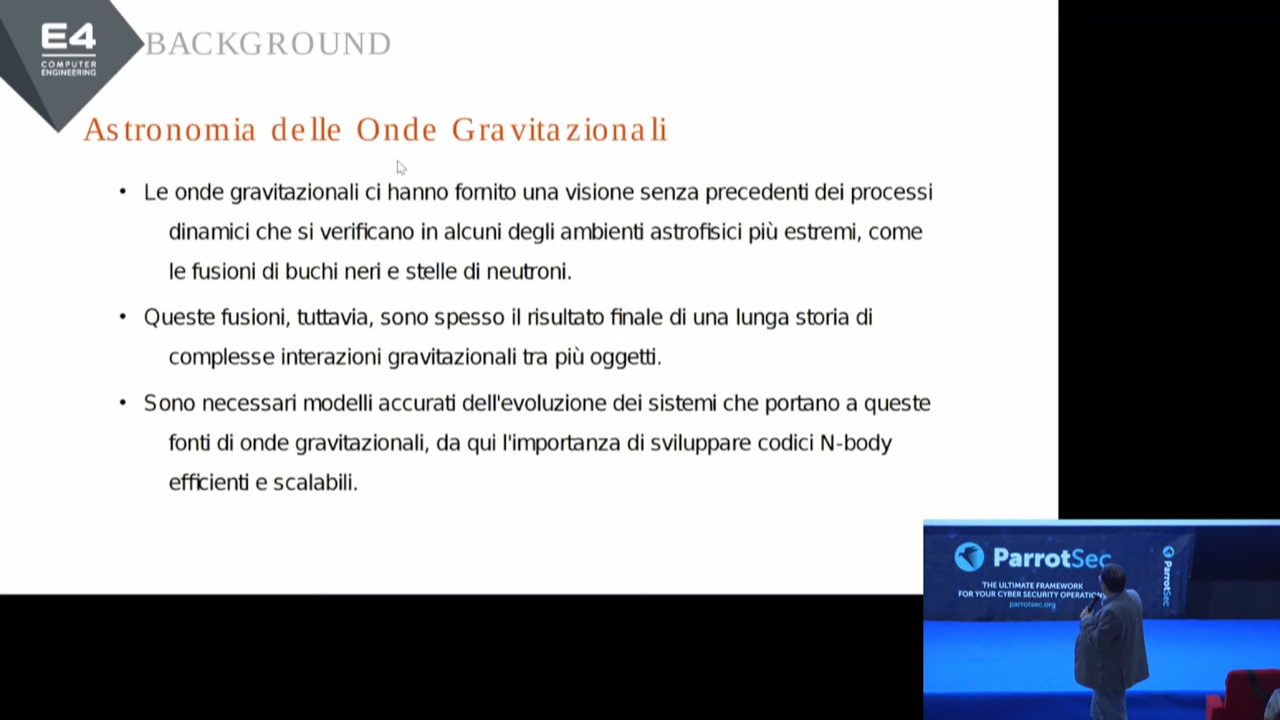 E4
COMPUTER
ENGINEERING
BACKGROUND
Astronomia delle Onde Gravitazionali
• Le onde gravitazionali ci hanno fornito una visione senza precedenti dei processi
dinamici che si verificano in alcuni degli ambienti astrofisici più estremi, come
le fusioni di buchi neri e stelle di neutroni.
• Queste fusioni, tuttavia, sono spesso il risultato finale di una lunga storia di
complesse interazioni gravitazionali tra più oggetti.
• Sono necessari modelli accurati dell'evoluzione dei sistemi che portano a queste
fonti di onde gravitazionali, da qui l'importanza di sviluppare codici N-body
efficienti e scalabili.
ParrotSec
THE ULTIMATE FRAMEWORK
FOR YOUR CYBER SECURITY OPERATIONS
parrotsec.org
ParrotSec